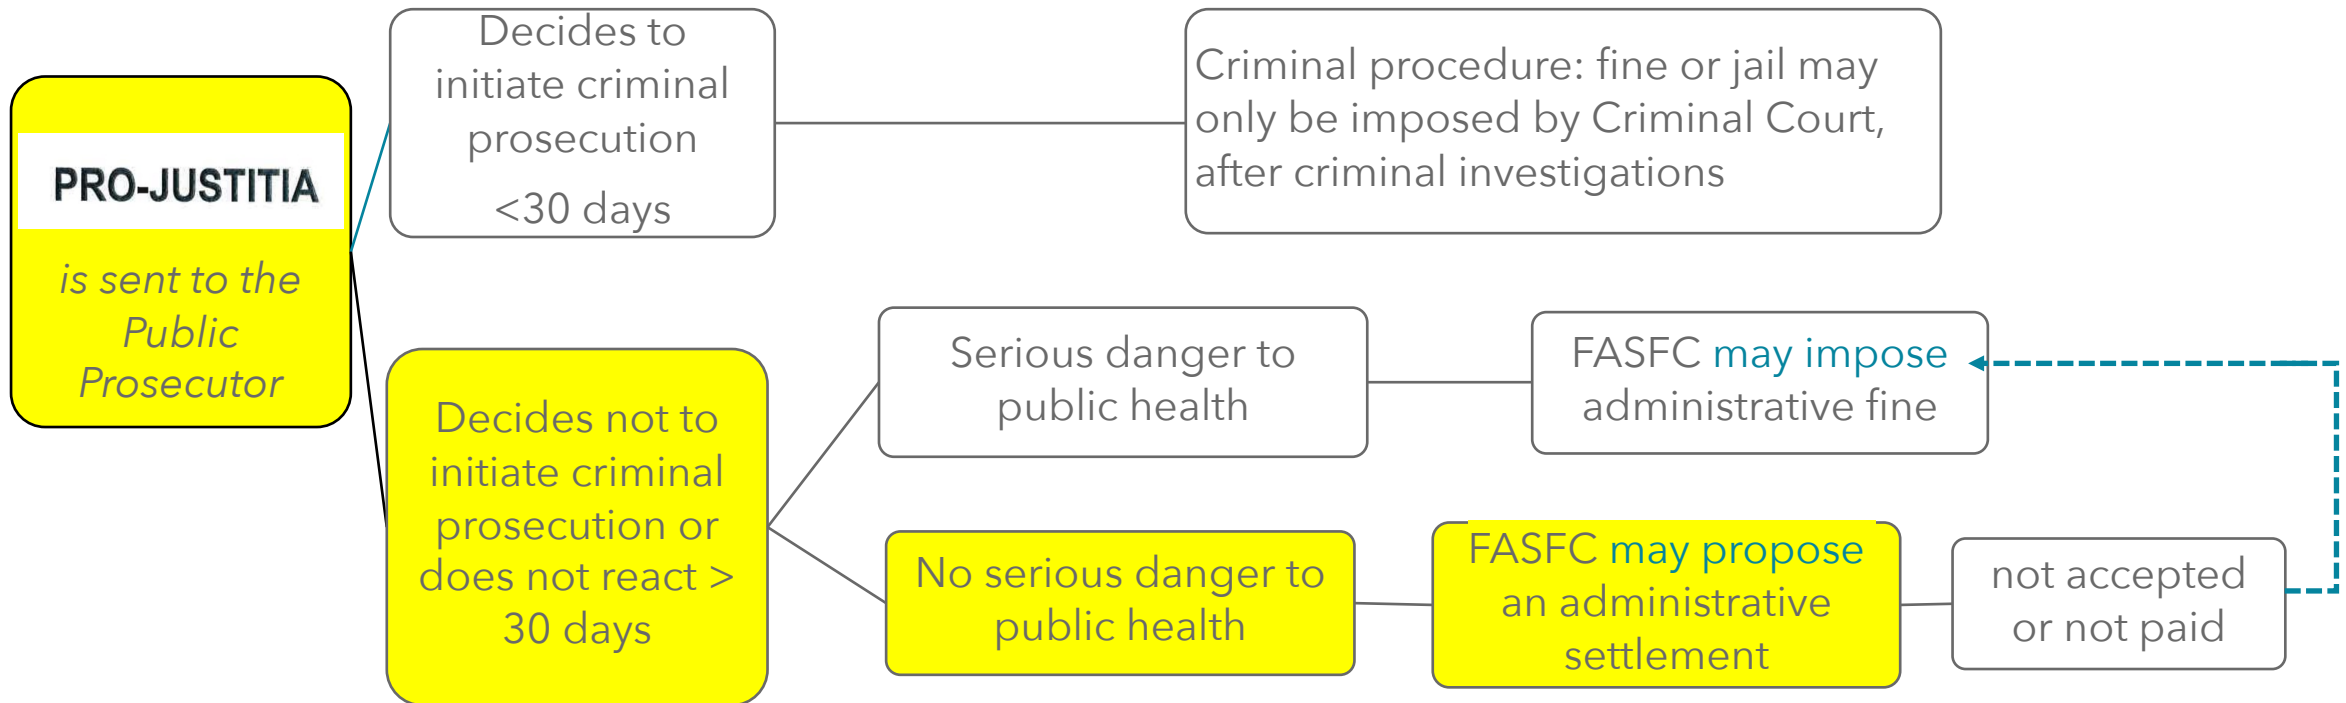 PRO-JUSTITIA
is sent to the
Public
Prosecutor
Decides to
initiate criminal
prosecution
<30 days
Criminal procedure: fine or jail may
only be imposed by Criminal Court,
after criminal investigations
Decides not to
initiate criminal
prosecution or
does not react >
30 days
Serious danger to
public health
FASFC may impose
administrative fine
No serious danger to
public health
FASFC may propose
an administrative
settlement
not accepted
or not paid